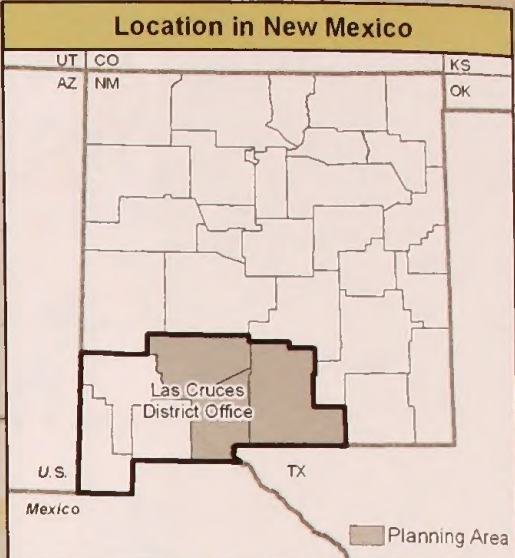 Location in New Mexico
UT CO KS
AZ NM OK
Las Cruces
District Office
U.S. TX
Mexico
Planning Area